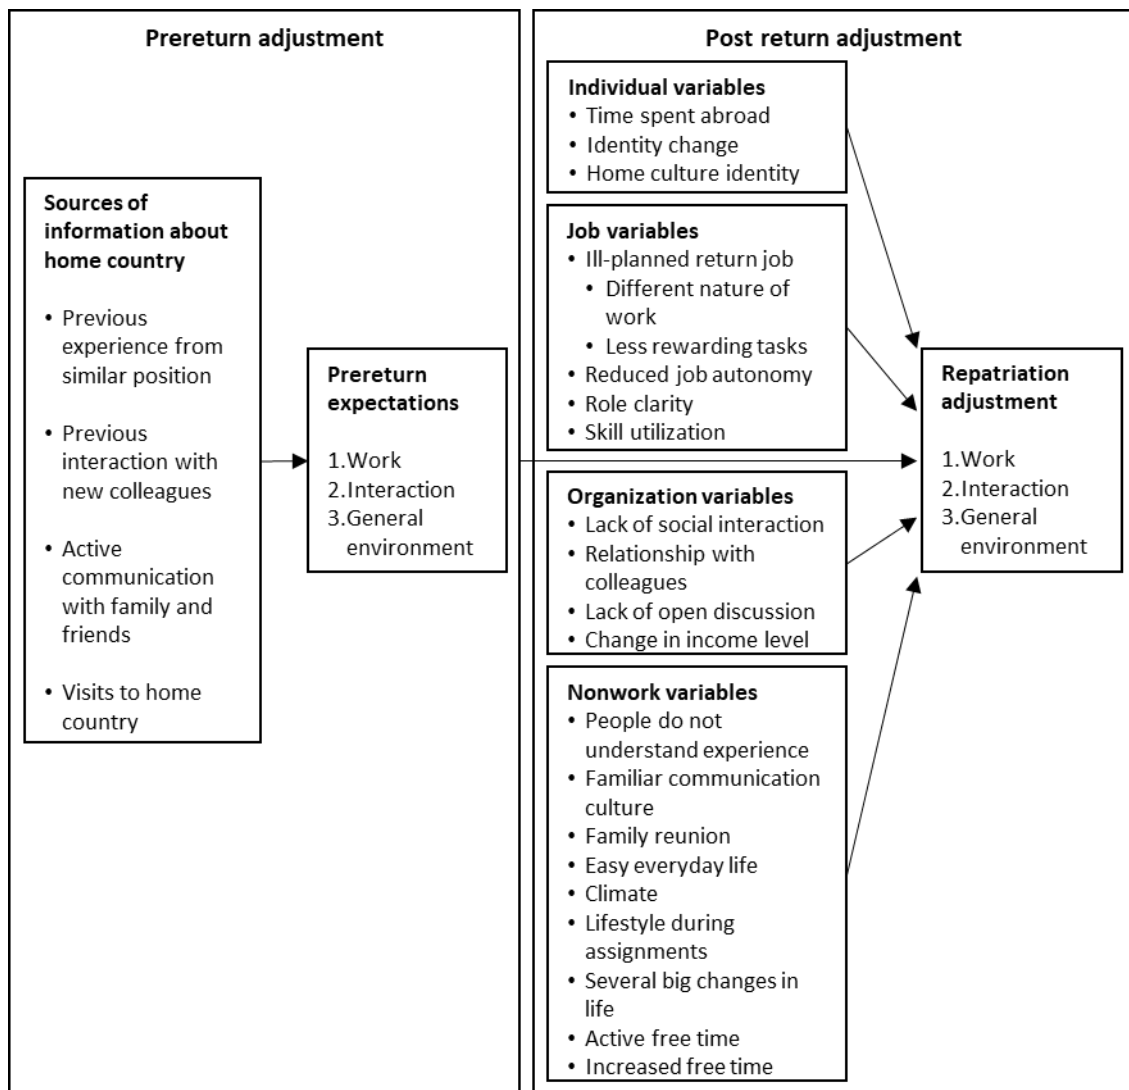 Prereturn adjustment
Sources of
information about
home country
• Previous
experience from
similar position
• Previous
interaction with
new colleagues
• Active
communication
with family and
friends
• Visits to home
country
Prereturn
expectations
1.Work
2.Interaction
3.General
environment
Post return adjustment
Individual variables
• Time spent abroad
• Identity change
• Home culture identity
Job variables
• Ill-planned return job
• Different nature of
work
• Less rewarding tasks
• Reduced job autonomy
• Role clarity
• Skill utilization
Organization variables
• Lack of social interaction
• Relationship with
colleagues
• Lack of open discussion
• Change in income level
Nonwork variables
• People do not
understand experience
• Familiar communication
culture
• Family reunion
• Easy everyday life
• Climate
• Lifestyle during
assignments
• Several big changes in
life
• Active free time
• Increased free time
Repatriation
adjustment
1.Work
2.Interaction
3.General
environment